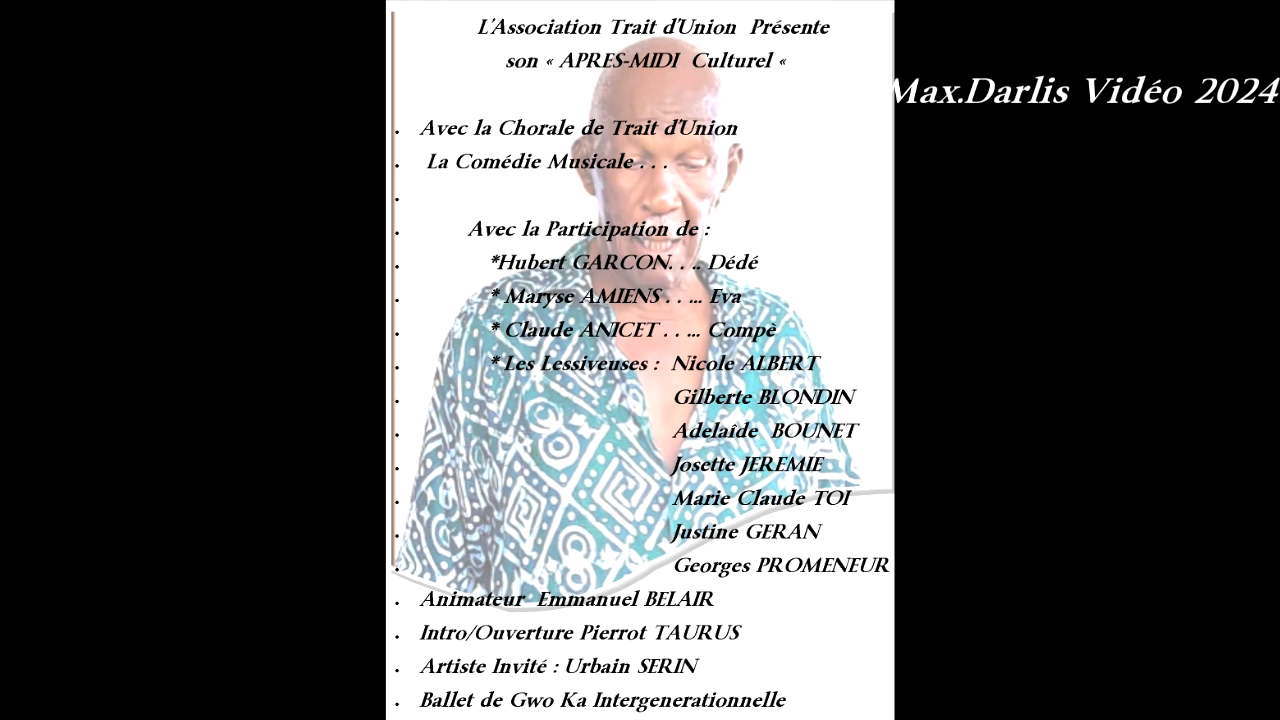 L'Association Trait d'Union Présente
son « APRES-MIDI Culturel «
Max.Darlis Vidéo 2024
. Avec la Chorale de Trait d'Union
. La Comédie Musicale . . .
.
. Avec la Participation de :
. *Hubert GARCON. . .. Dédé
. * Maryse AMIENS . . ... Eva
. * Claude ANICET . . ... Compè
. * Les Lessiveuses : Nicole ALBERT
. Gilberte BLONDIN
. Adelaîde BOUNET
. Josette JEREMIE
. Marie Claude TOI
. Justine GERAN
. Georges PROMENEUR
. Animateur Emmanuel BELAIR
. Intro/Ouverture Pierrot TAURUS
. Artiste Invité : Urbain SERIN
. Ballet de Gwo Ka Intergenerationnelle